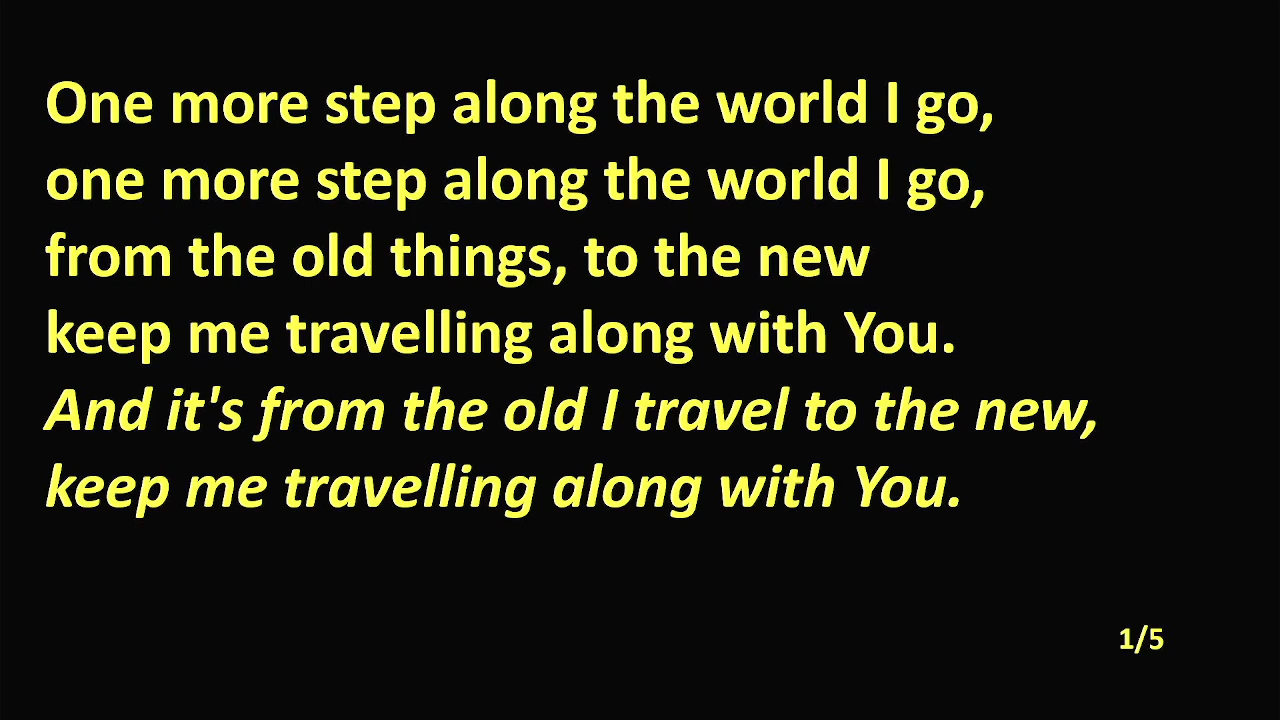 One more step along the world I go,
one more step along the world I go,
from the old things, to the new
keep me travelling along with You.
And it's from the old I travel to the new,
keep me travelling along with You.
1/5